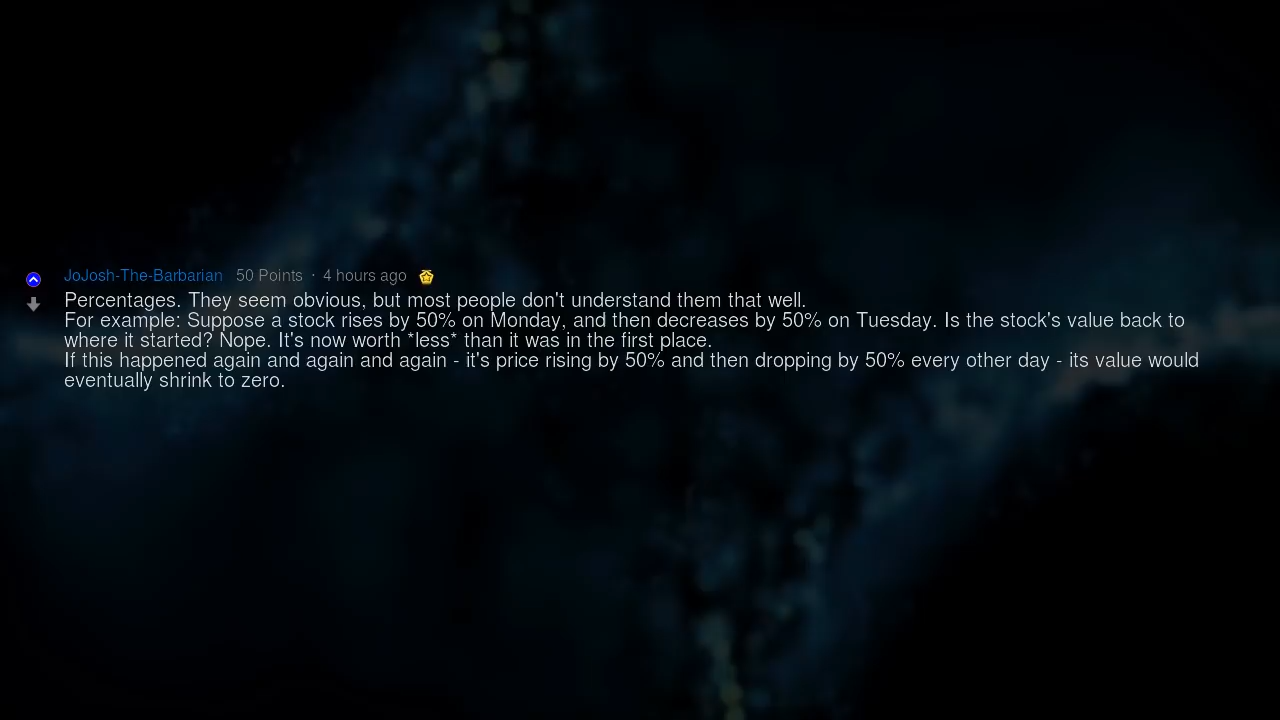 JoJosh-The-Barbarian 50 Points · 4 hours ago
Percentages. They seem obvious, but most people don't understand them that well.
For example: Suppose a stock rises by 50% on Monday, and then decreases by 50% on Tuesday. Is the stock's value back to
where it started? Nope. It's now worth *less* than it was in the first place.
If this happened again and again and again - it's price rising by 50% and then dropping by 50% every other day - its value would
eventually shrink to zero.